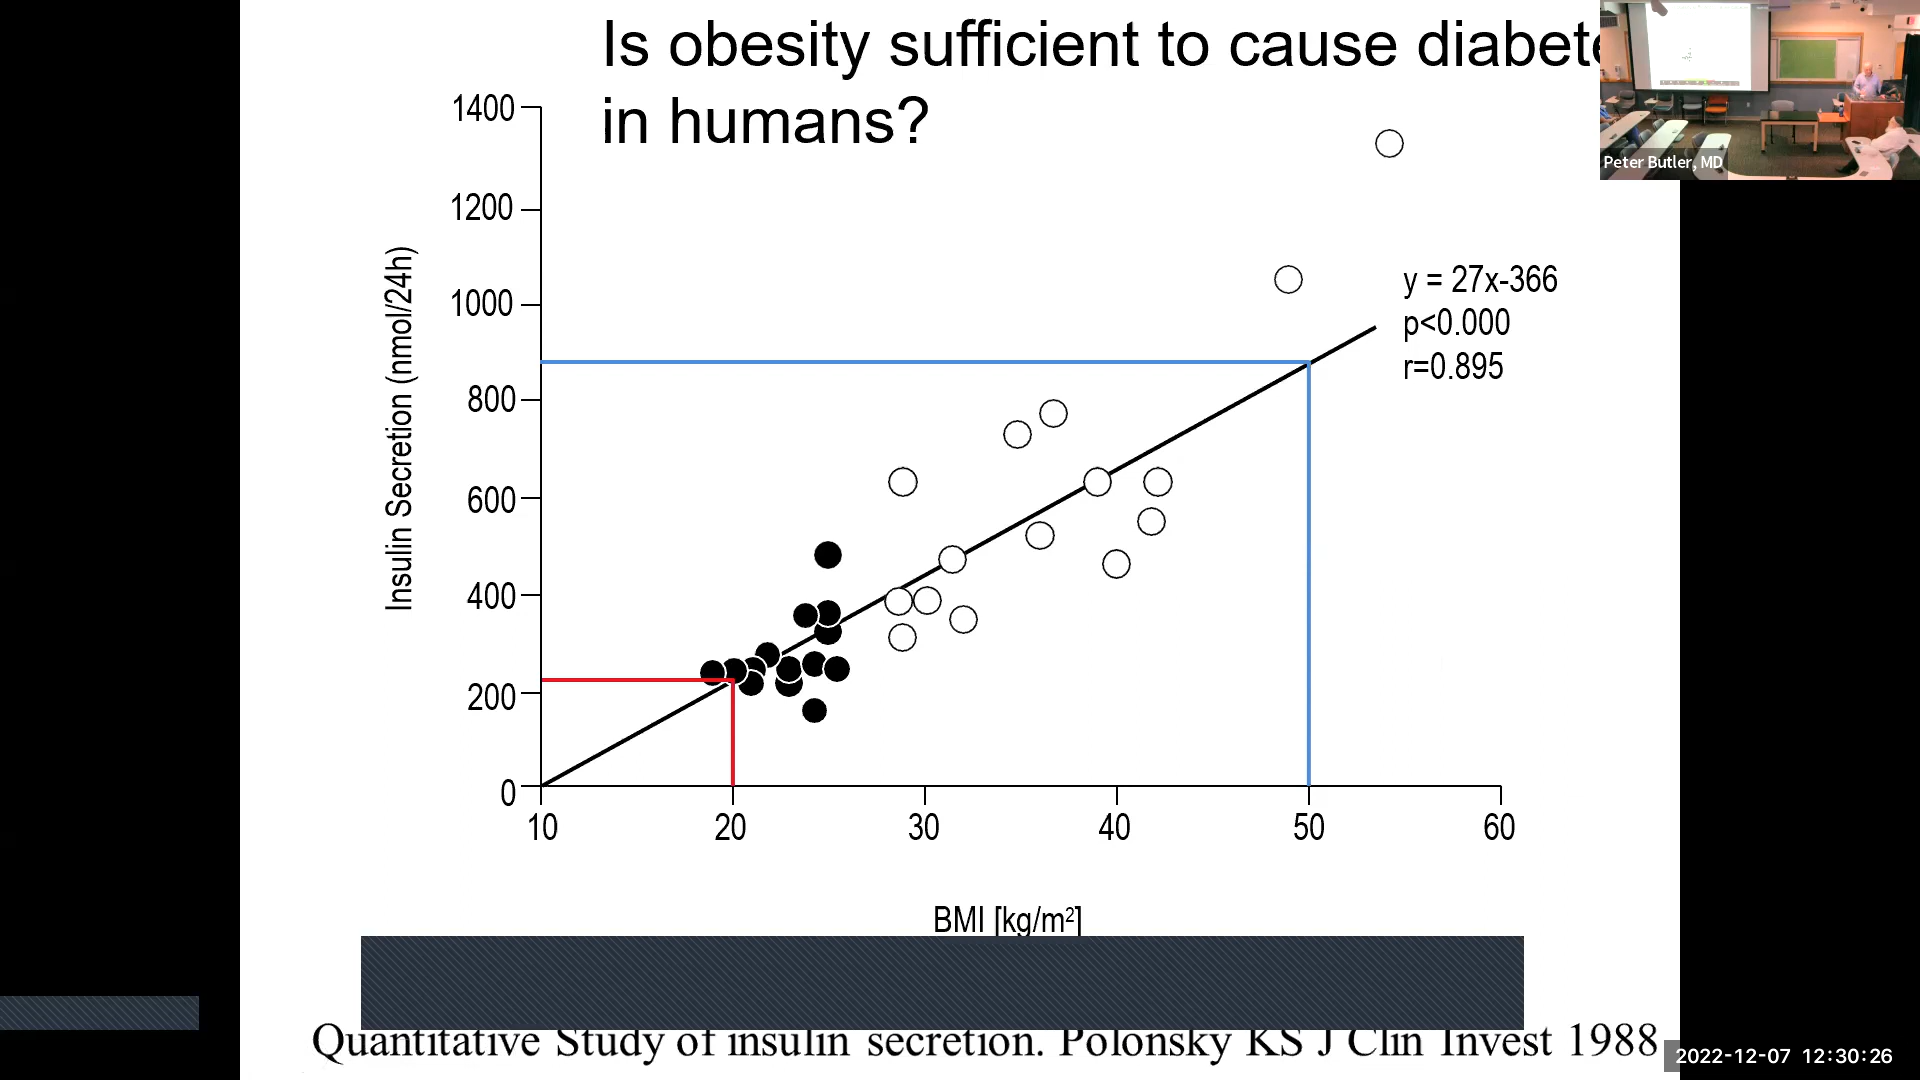 Is obesity sufficient to cause diabete
in humans?
Peter Butler, MD
1400
1200
1000
800
600
400
200
0
Insulin Secretion (nmol/24h)
y = 27x-366
p<0.000
r=0.895
10 20 30 40 50 60
BMI [kg/m²]
Quantitative Study of insulin secretion. Polonsky KS J Clin Invest 1988
2022-12-07 12:30:26